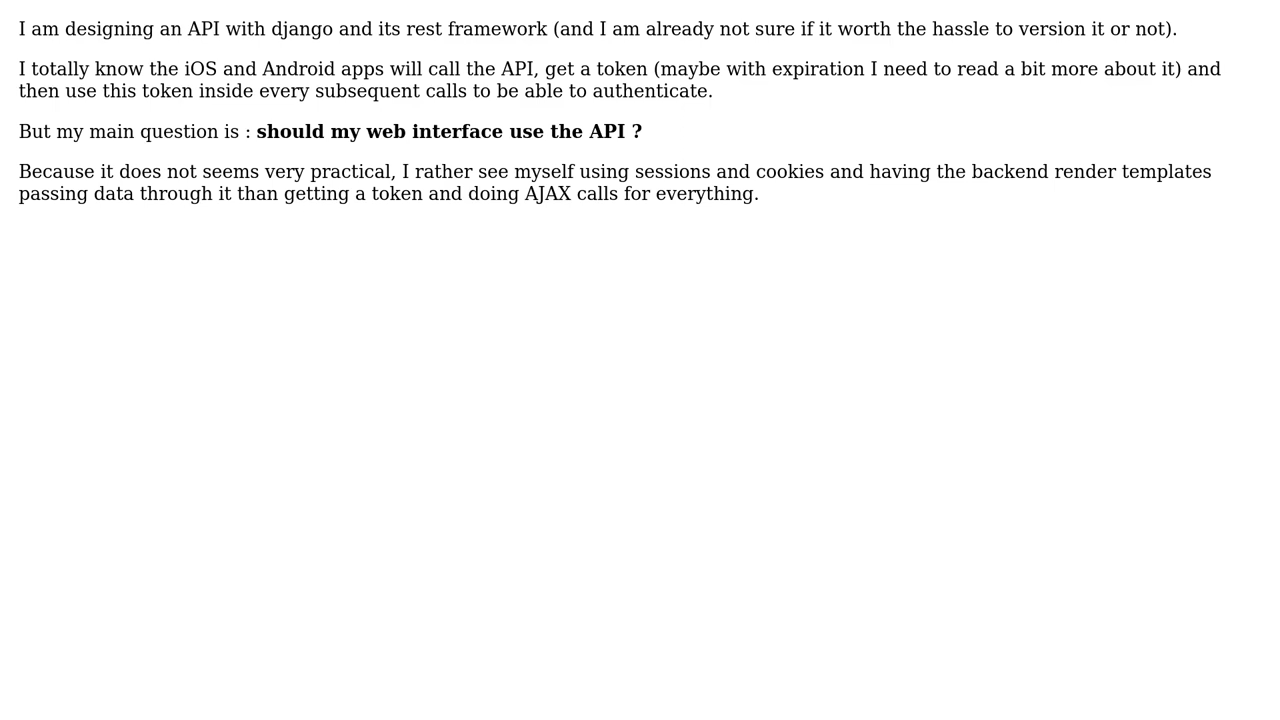 I am designing an API with django and its rest framework (and I am already not sure if it worth the hassle to version it or not).
I totally know the iOS and Android apps will call the API, get a token (maybe with expiration I need to read a bit more about it) and
then use this token inside every subsequent calls to be able to authenticate.
But my main question is : should my web interface use the API ?
Because it does not seems very practical, I rather see myself using sessions and cookies and having the backend render templates
passing data through it than getting a token and doing AJAX calls for everything.